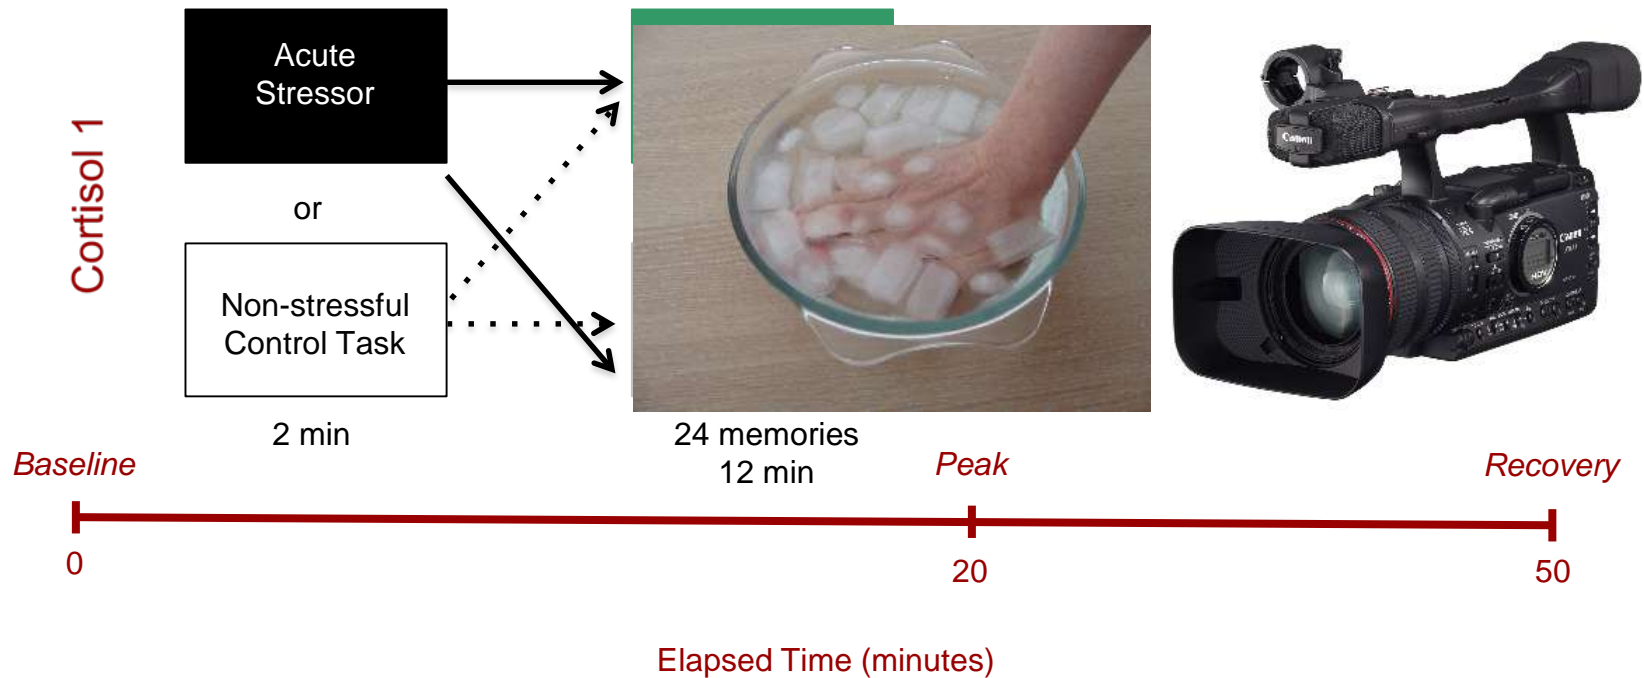 Cortisol 1
Acute
Stressor
or
Non-stressful
Control Task
2 min
24 memories
12 min
Canon
Canon
Baseline
Peak
Recovery
0
20
50
Elapsed Time (minutes)